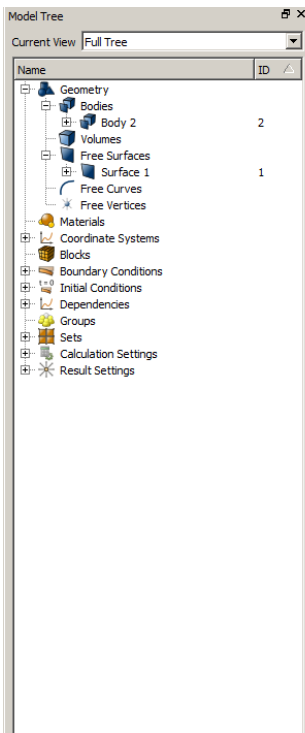 Model Tree
Current View Full Tree
Name ID
Geometry
Bodies
Body 2 2
Volumes
Free Surfaces
Surface 1 1
Free Curves
Free Vertices
Materials
Coordinate Systems
Blocks
Boundary Conditions
t=0 Initial Conditions
Dependencies
Groups
Sets
Calculation Settings
Result Settings